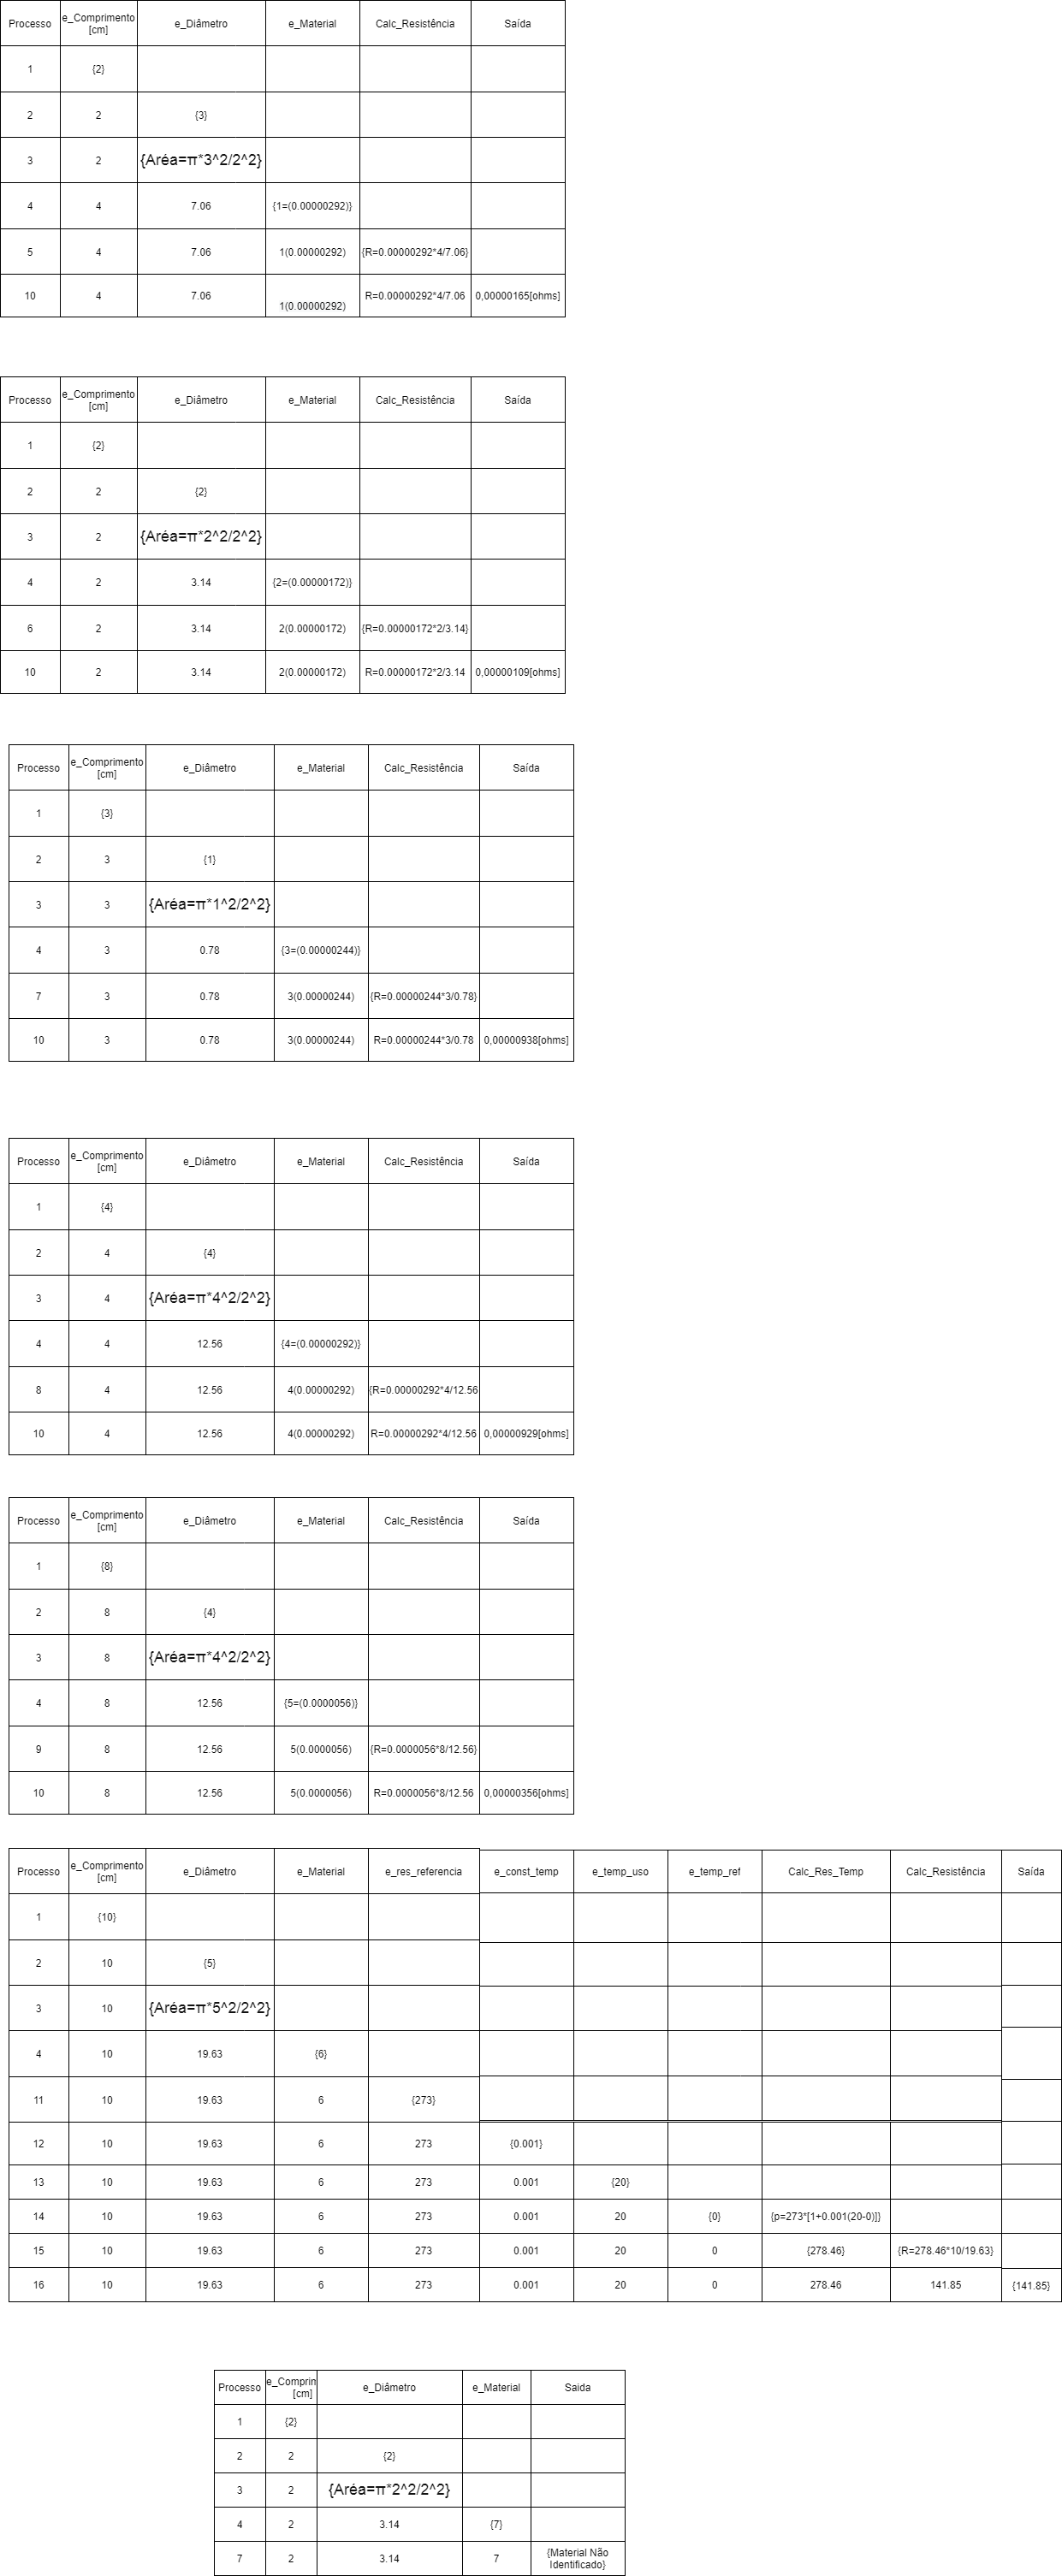 Processo e_Comprimento [cm] e_Diâmetro e_Material Calc_Resistência Saída
1 {2}
2 2 {3}
3 2 {Aréa=π*3^2/2^2}
4 4 7.06 {1=(0.00000292)}
5 4 7.06 1(0.00000292) {R=0.00000292*4/7.06}
10 4 7.06 1(0.00000292) R=0.00000292*4/7.06 0,00000165[ohms]
Processo e_Comprimento [cm] e_Diâmetro e_Material Calc_Resistência Saída
1 {2}
2 2 {2}
3 2 {Aréa=π*2^2/2^2}
4 2 3.14 {2=(0.00000172)}
6 2 3.14 2(0.00000172) {R=0.00000172*2/3.14}
10 2 3.14 2(0.00000172) R=0.00000172*2/3.14 0,00000109[ohms]
Processo e_Comprimento [cm] e_Diâmetro e_Material Calc_Resistência Saída
1 {3}
2 3 {1}
3 3 {Aréa=π*1^2/2^2}
4 3 0.78 {3=(0.00000244)}
7 3 0.78 3(0.00000244) {R=0.00000244*3/0.78}
10 3 0.78 3(0.00000244) R=0.00000244*3/0.78 0,00000938[ohms]
Processo e_Comprimento [cm] e_Diâmetro e_Material Calc_Resistência Saída
1 {4}
2 4 {4}
3 4 {Aréa=π*4^2/2^2}
4 4 12.56 {4=(0.00000292)}
8 4 12.56 4(0.00000292) {R=0.00000292*4/12.56
10 4 12.56 4(0.00000292) R=0.00000292*4/12.56 0,00000929[ohms]
Processo e_Comprimento [cm] e_Diâmetro e_Material Calc_Resistência Saída
1 {8}
2 8 {4}
3 8 {Aréa=π*4^2/2^2}
4 8 12.56 {5=(0.0000056)}
9 8 12.56 5(0.0000056) {R=0.0000056*8/12.56}
10 8 12.56 5(0.0000056) R=0.0000056*8/12.56 0,00000356[ohms]
Processo e_Comprimento [cm] e_Diâmetro e_Material e_res_referencia e_const_temp e_temp_uso e_temp_ref Calc_Res_Temp Calc_Resistência Saída
1 {10}
2 10 {5}
3 10 {Aréa=π*5^2/2^2}
4 10 19.63 {6}
11 10 19.63 6 {273}
12 10 19.63 6 273 {0.001}
13 10 19.63 6 273 0.001 {20}
14 10 19.63 6 273 0.001 20 {0} {p=273*[1+0.001(20-0)]}
15 10 19.63 6 273 0.001 20 0 {278.46} {R=278.46*10/19.63}
16 10 19.63 6 273 0.001 20 0 278.46 141.85 {141.85}
Processo e_Comprin [cm] e_Diâmetro e_Material Saida
1 {2}
2 2 {2}
3 2 {Aréa=π*2^2/2^2}
4 2 3.14 {7}
7 2 3.14 7 {Material Não Identificado}